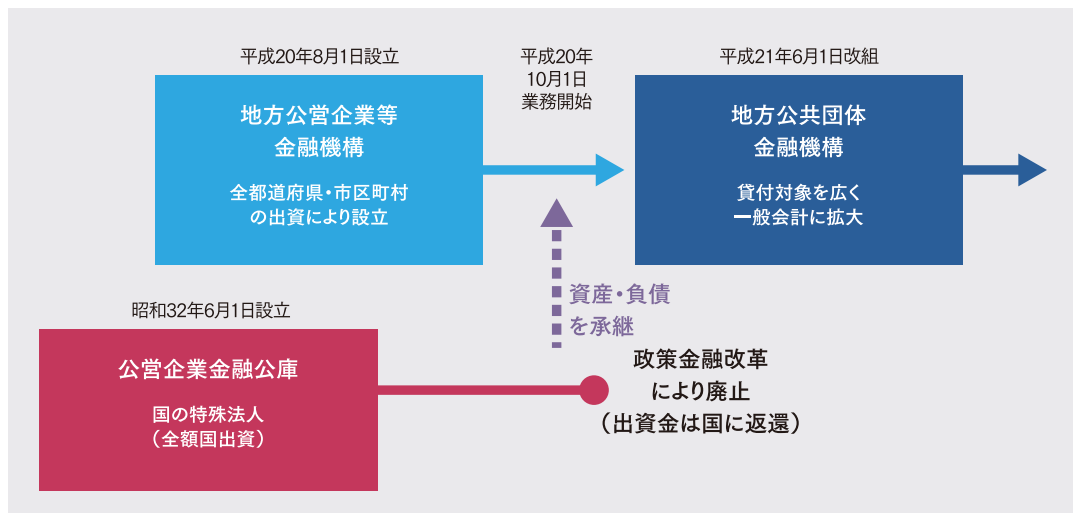 平成20年8月1日設立
地方公営企業等
金融機構
全都道府県・市区町村
の出資により設立
平成20年
10月1日
業務開始
平成21年6月1日改組
地方公共団体
金融機構
貸付対象を広く
一般会計に拡大
資産・負債
を承継
昭和32年6月1日設立
公営企業金融公庫
国の特殊法人
（全額国出資）
政策金融改革
により廃止
（出資金は国に返還）